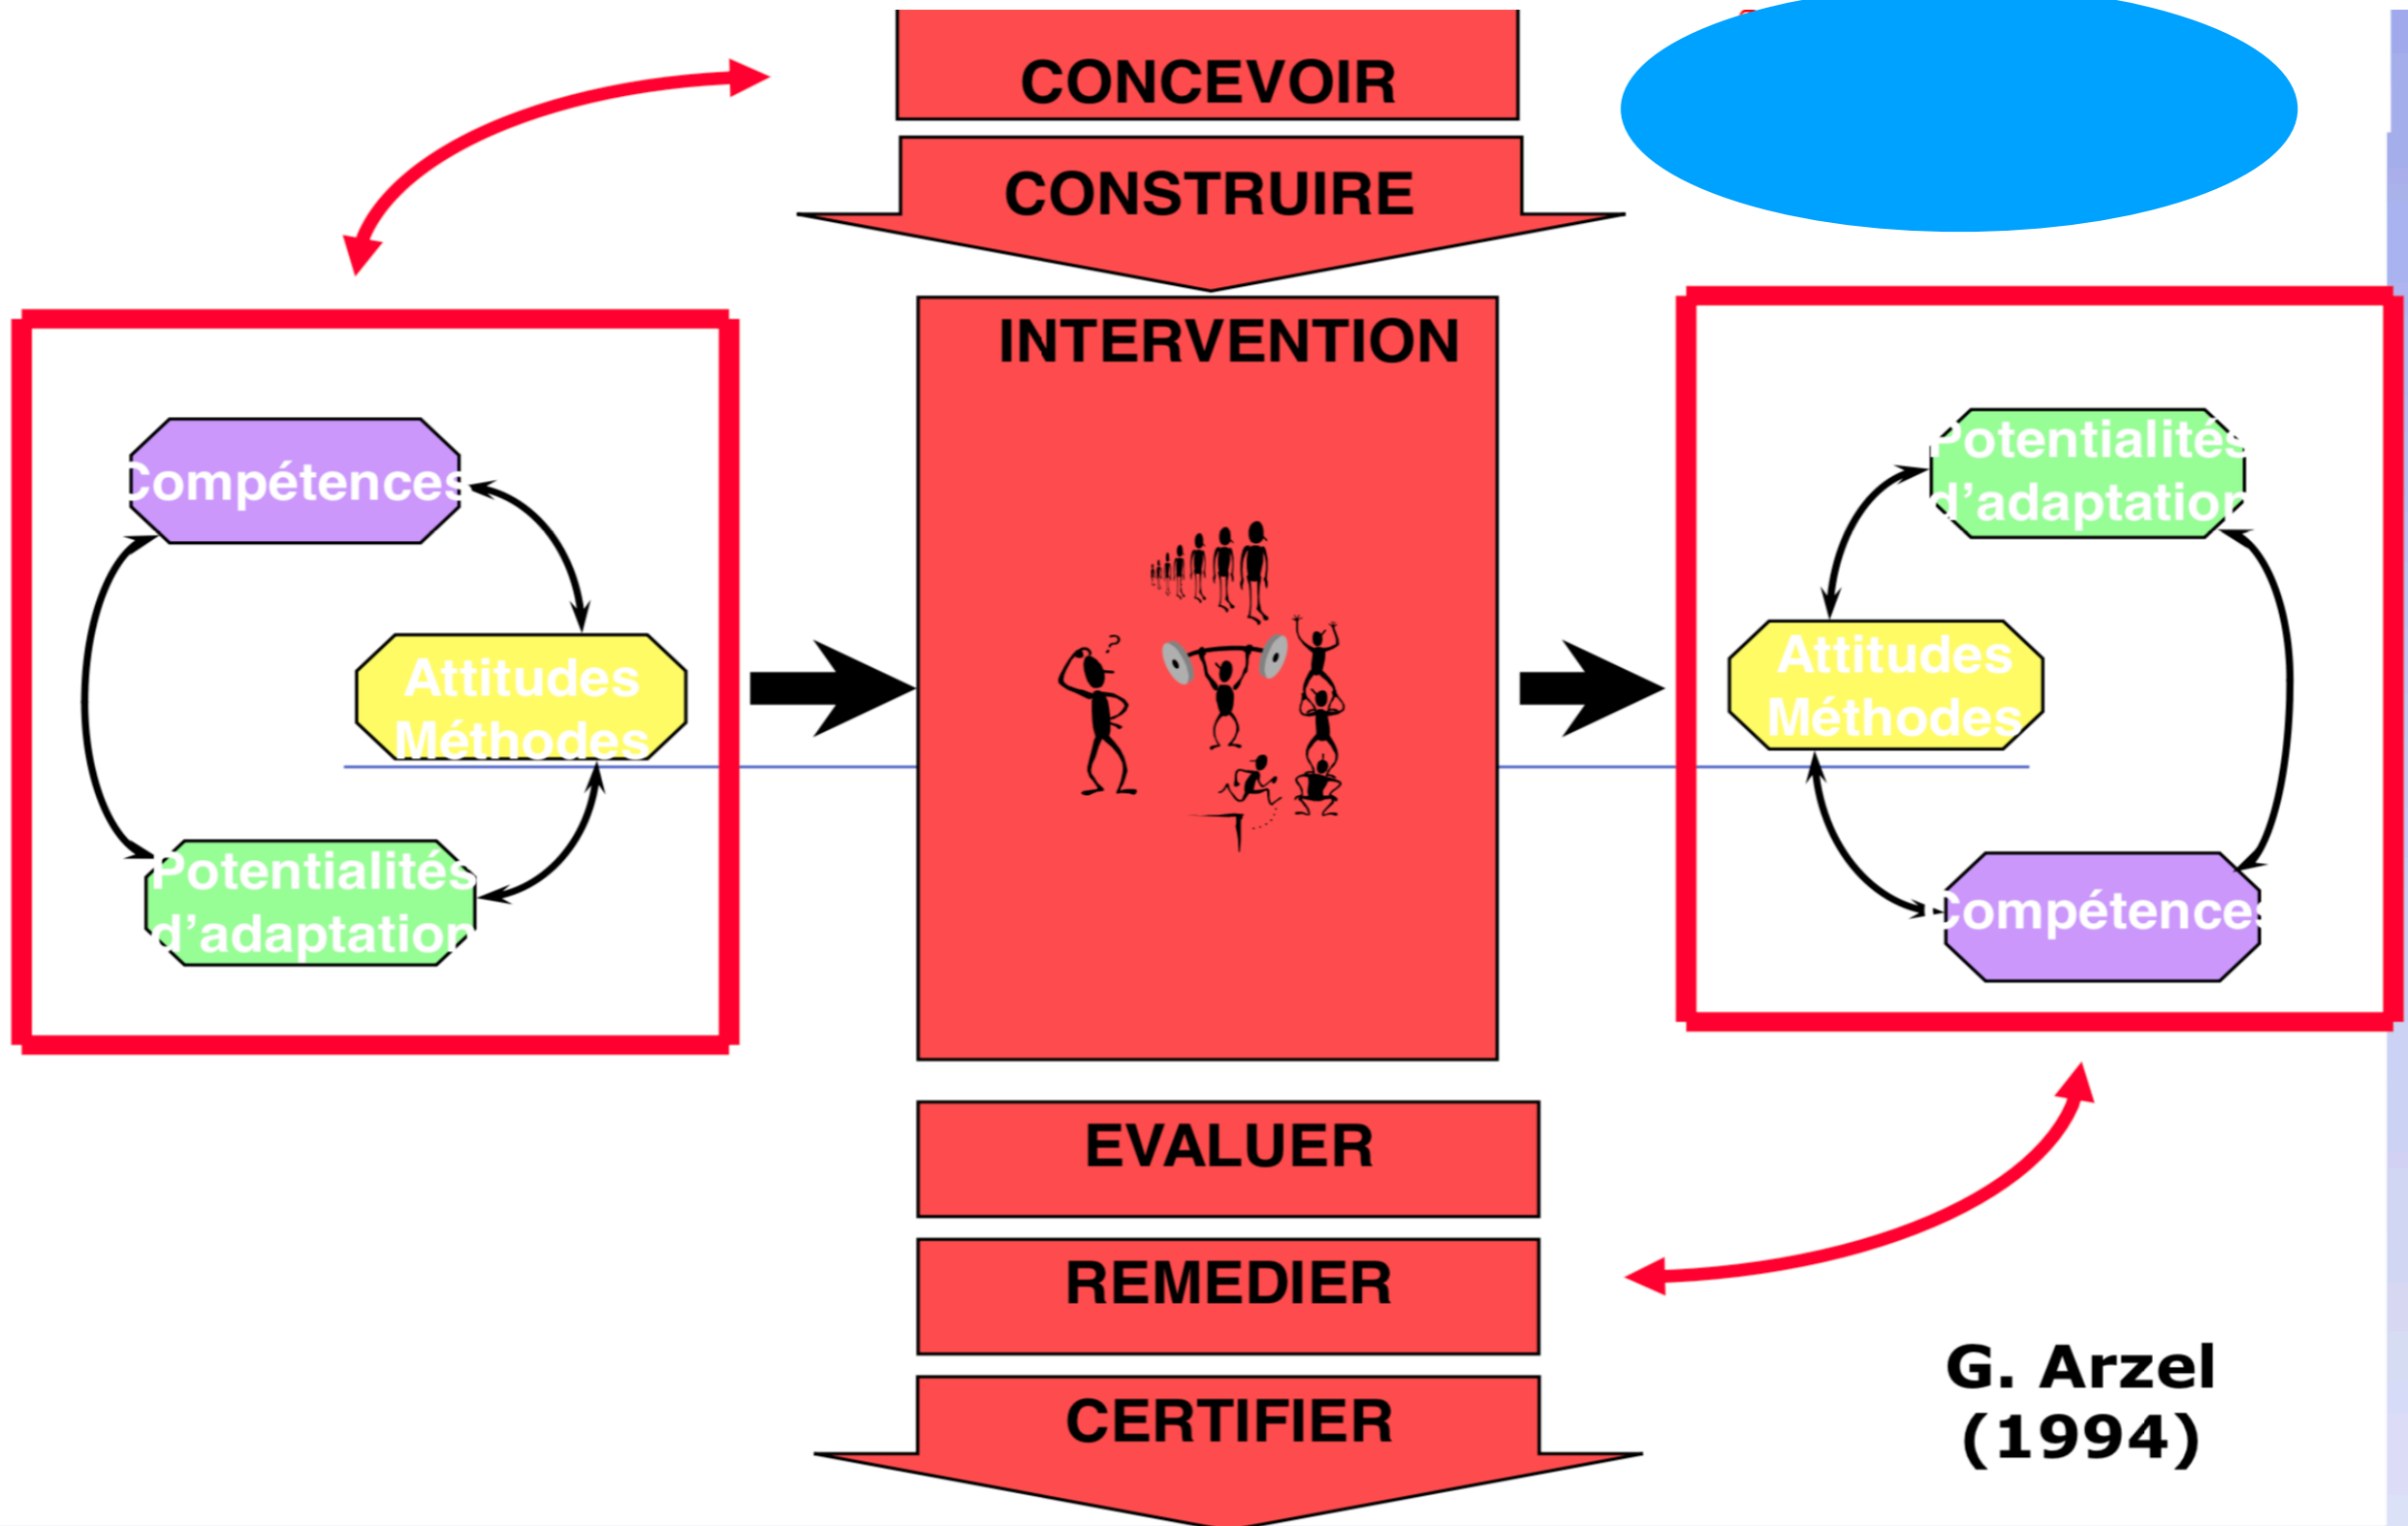 CONCEVOIR
CONSTRUIRE
INTERVENTION
Compétences
Attitudes
Méthodes
Potentialités
d'adaptation
?
Potentialités
d'adaptation
Attitudes
Méthodes
Compétences
EVALUER
REMEDIER
CERTIFIER
G. Arzel
(1994)